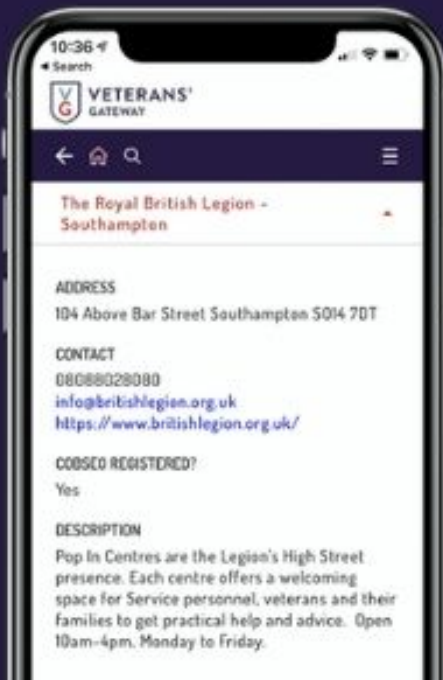 10:36
Search
VETERANS'
GATEWAY
The Royal British Legion -
Southampton
ADDRESS
104 Above Bar Street Southampton SO14 7DT
CONTACT
08088028080
info@britishlegion.org.uk
https://www.britishlegion.org.uk/
COBSEO REGISTERED?
Yes
DESCRIPTION
Pop In Centres are the Legion's High Street
presence. Each centre offers a welcoming
space for Service personnel, veterans and their
families to get practical help and advice. Open
10am-4pm, Monday to Friday.